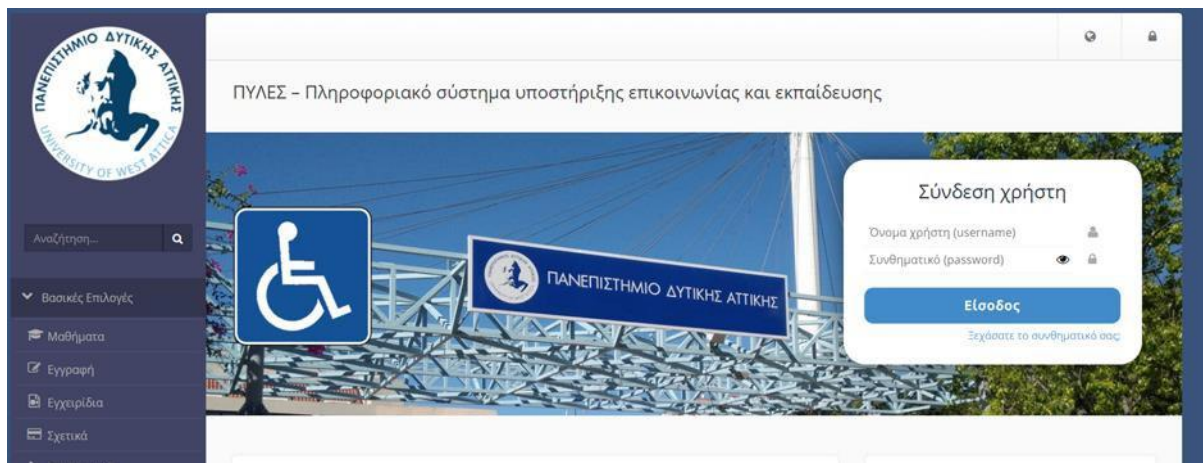 ΠΑΝΕΠΙΣΤΗΜΙΟ ΔΥΤΙΚΗΣ ΑΤΤΙΚΗΣ
UNIVERSITY OF WEST ATTICA
Αναζήτηση...
Βασικές Επιλογές
Μαθήματα
Εγγραφή
Εγχειρίδια
Σχετικά
ΠΥΛΕΣ – Πληροφοριακό σύστημα υποστήριξης επικοινωνίας και εκπαίδευσης
ΠΑΝΕΠΙΣΤΗΜΙΟ ΔΥΤΙΚΗΣ ΑΤΤΙΚΗΣ
Σύνδεση χρήστη
Όνομα χρήστη (username)
Συνθηματικό (password)
Είσοδος
Ξεχάσατε το συνθηματικό σας;